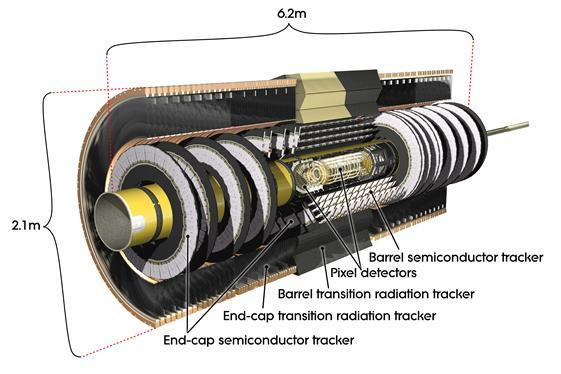 6.2m
2.1m
Barrel semiconductor tracker
Pixel detectors
Barrel transition radiation tracker
End-cap transition radiation tracker
End-cap semiconductor tracker